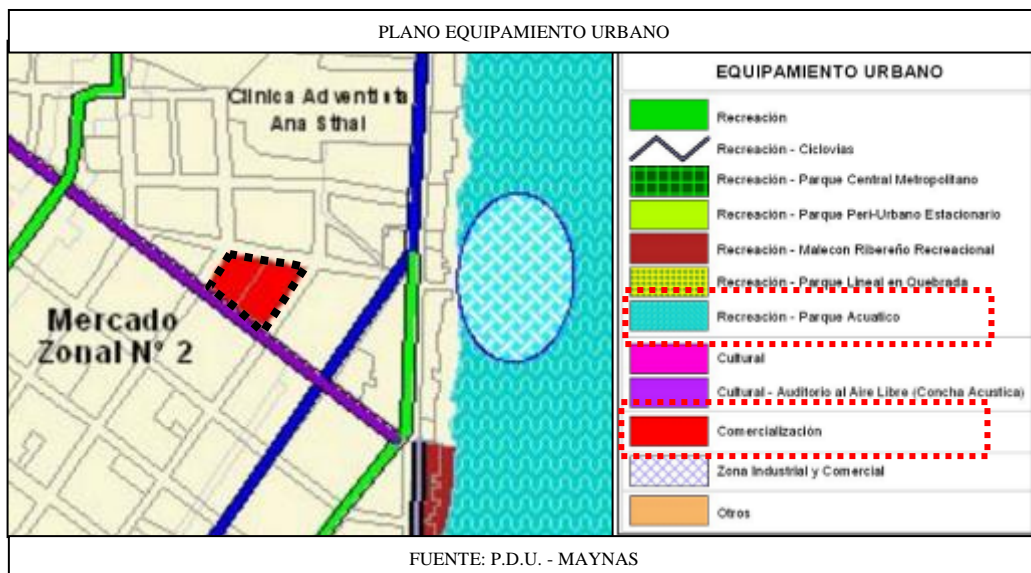 PLANO EQUIPAMIENTO URBANO
Clinica Adventista
Ana Sthal
Mercado
Zonal N° 2
EQUIPAMIENTO URBANO
Recreación
Recreación - Ciclovias
Recreación - Parque Central Metropolitano
Recreación - Parque Peri-Urbano Estacionario
Recreación - Malecon Ribereño Recreacional
Recreación - Parque Lineal en Quebrada
Recreación - Parque Acuatico
Cultural
Cultural - Auditorio al Aire Libre (Concha Acustica)
Comercialización
Zona Industrial y Comercial
Otros
FUENTE: P.D.U. - MAYNAS